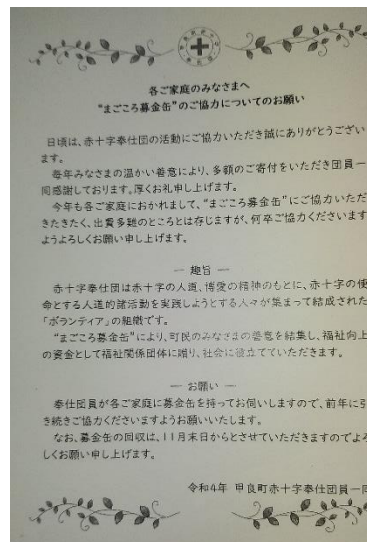 各ご家庭のみなさまへ
"まごころ募金缶"のご協力についてのお願い
日頃は、赤十字奉仕団の活動にご協力いただき誠にありがとうござい
ます。
毎年みなさまの温かい善意により、多額のご寄付をいただき団員一
同感謝しております。厚くお礼申し上げます。
今年も各ご家庭におかれまして、"まごころ募金缶"にご協力いただ
きたきたく、出費多難のところとは存じますが、何卒ご協力くださいます
ようよろしくお願い申し上げます。
― 趣旨 ―
赤十字奉仕団は赤十字の人道、博愛の精神のもとに、赤十字の使
命とする人道的諸活動を実践しようとする人々が集まって結成された
「ボランティア」の組織です。
"まごころ募金缶"により、町民のみなさまの善意を結集し、福祉向上
の資金として福祉関係団体に贈り、社会に役立てていただきます。
― お願い ―
奉仕団員が各ご家庭に募金缶を持ってお伺いしますので、前年に引
き続きご協力くださいますようお願いいたします。
なお、募金缶の回収は、11月末日からとさせていただきますのでよろ
しくお願い申し上げます。
令和4年 甲良町赤十字奉仕団員一同